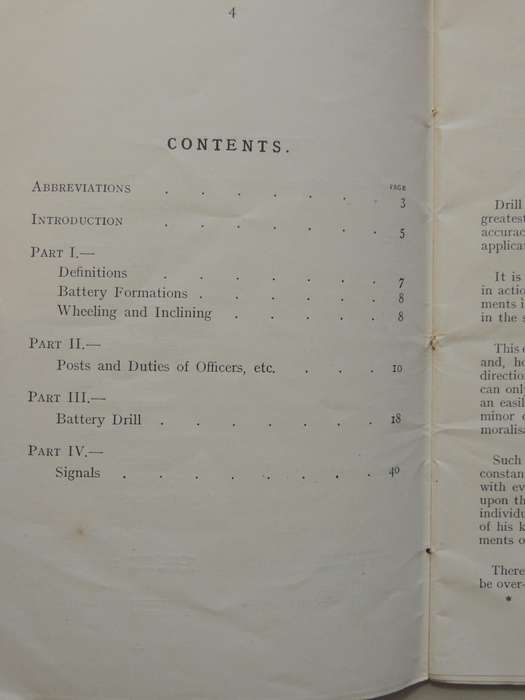 4
CONTENTS.
PAGE
ABBREVIATIONS . . . . . . 3
INTRODUCTION . . . . . . 5
PART I.—
Definitions . . . . . . 7
Battery Formations . . . . . 8
Wheeling and Inclining . . . . 8
PART II.—
Posts and Duties of Officers, etc. . . . 10
PART III.—
Battery Drill . . . . . . 18
PART IV.—
Signals . . . . . . . 40
Drill
greatest
accurac
applica
It is
in actio
ments i
in the s
This e
and, ho
directio
can onl
an easil
minor c
moralisa
Such
constan
with ev
upon th
individu
of his k
ments o
There
be over-
*